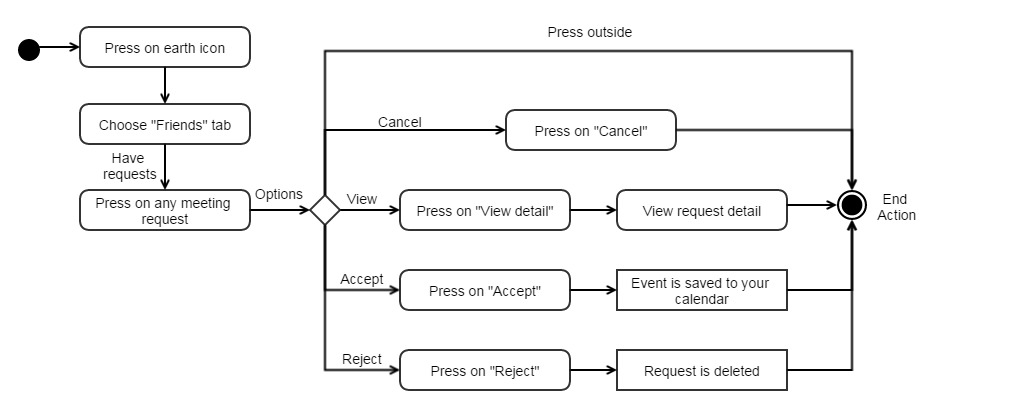 Press outside
Press on earth icon
Choose "Friends" tab
Cancel
Press on "Cancel"
Have
requests
Press on any meeting
request
Options
View
Press on "View detail"
View request detail
End
Action
Accept
Press on "Accept"
Event is saved to your
calendar
Reject
Press on "Reject"
Request is deleted